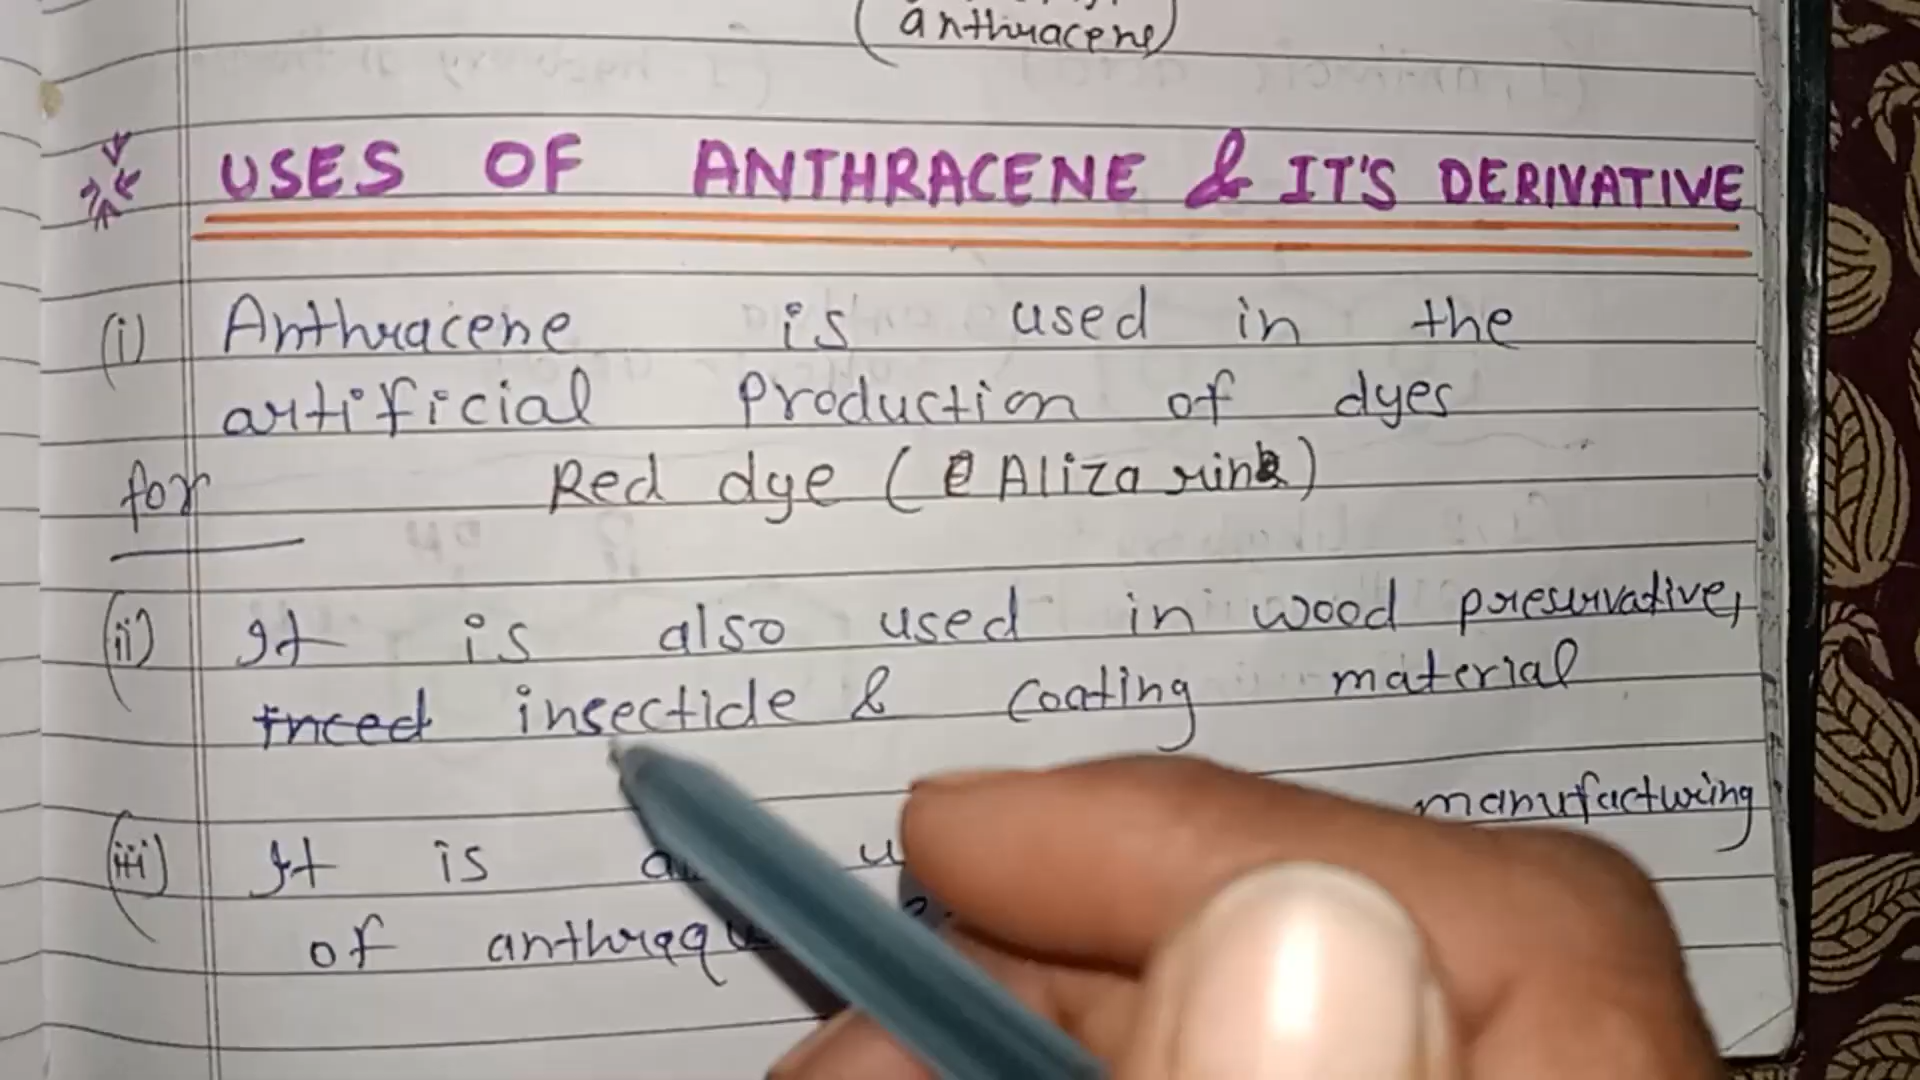 anthracene)
USES OF ANTHRACENE & IT'S DERIVATIVE
(i) Anthracene is used in the
artificial production of dyes
for Red dye ( Alizarin )
(ii) It is also used in wood preservative,
insecticle & coating material
manufacturing
(iii) It is
of